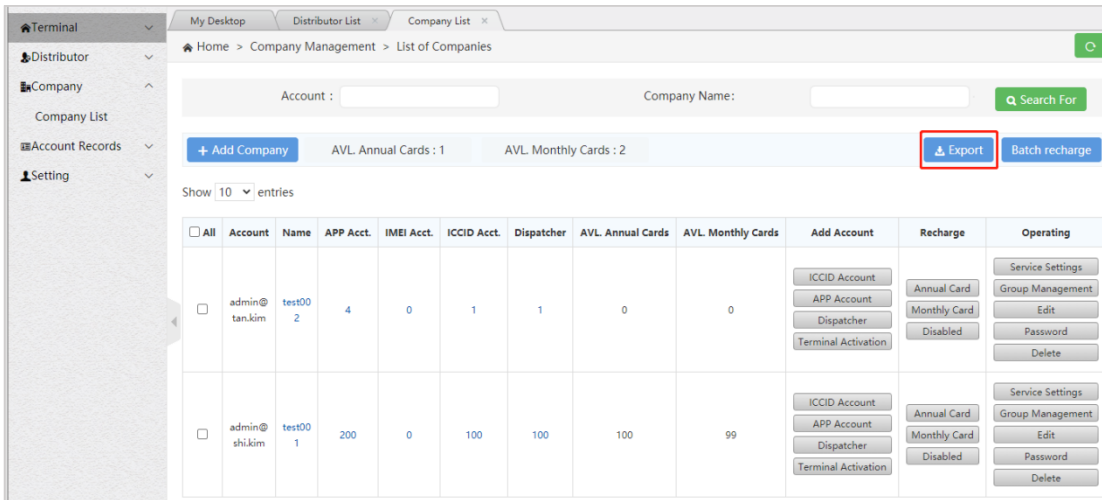 Terminal
Distributor
Company
Company List
Account Records
Setting
My Desktop Distributor List × Company List ×
Home > Company Management > List of Companies
Account : Company Name: Search For
+ Add Company AVL. Annual Cards : 1 AVL. Monthly Cards : 2 Export Batch recharge
Show 10 entries
All Account Name APP Acct. IMEI Acct. ICCID Acct. Dispatcher AVL. Annual Cards AVL. Monthly Cards Add Account Recharge Operating
admin@
tan.kim
test00
2
4 0 1 1 0 0
ICCID Account
APP Account
Dispatcher
Terminal Activation
Annual Card
Monthly Card
Disabled
Service Settings
Group Management
Edit
Password
Delete
admin@
shi.kim
test00
1
200 0 100 100 100 99
ICCID Account
APP Account
Dispatcher
Terminal Activation
Annual Card
Monthly Card
Disabled
Service Settings
Group Management
Edit
Password
Delete